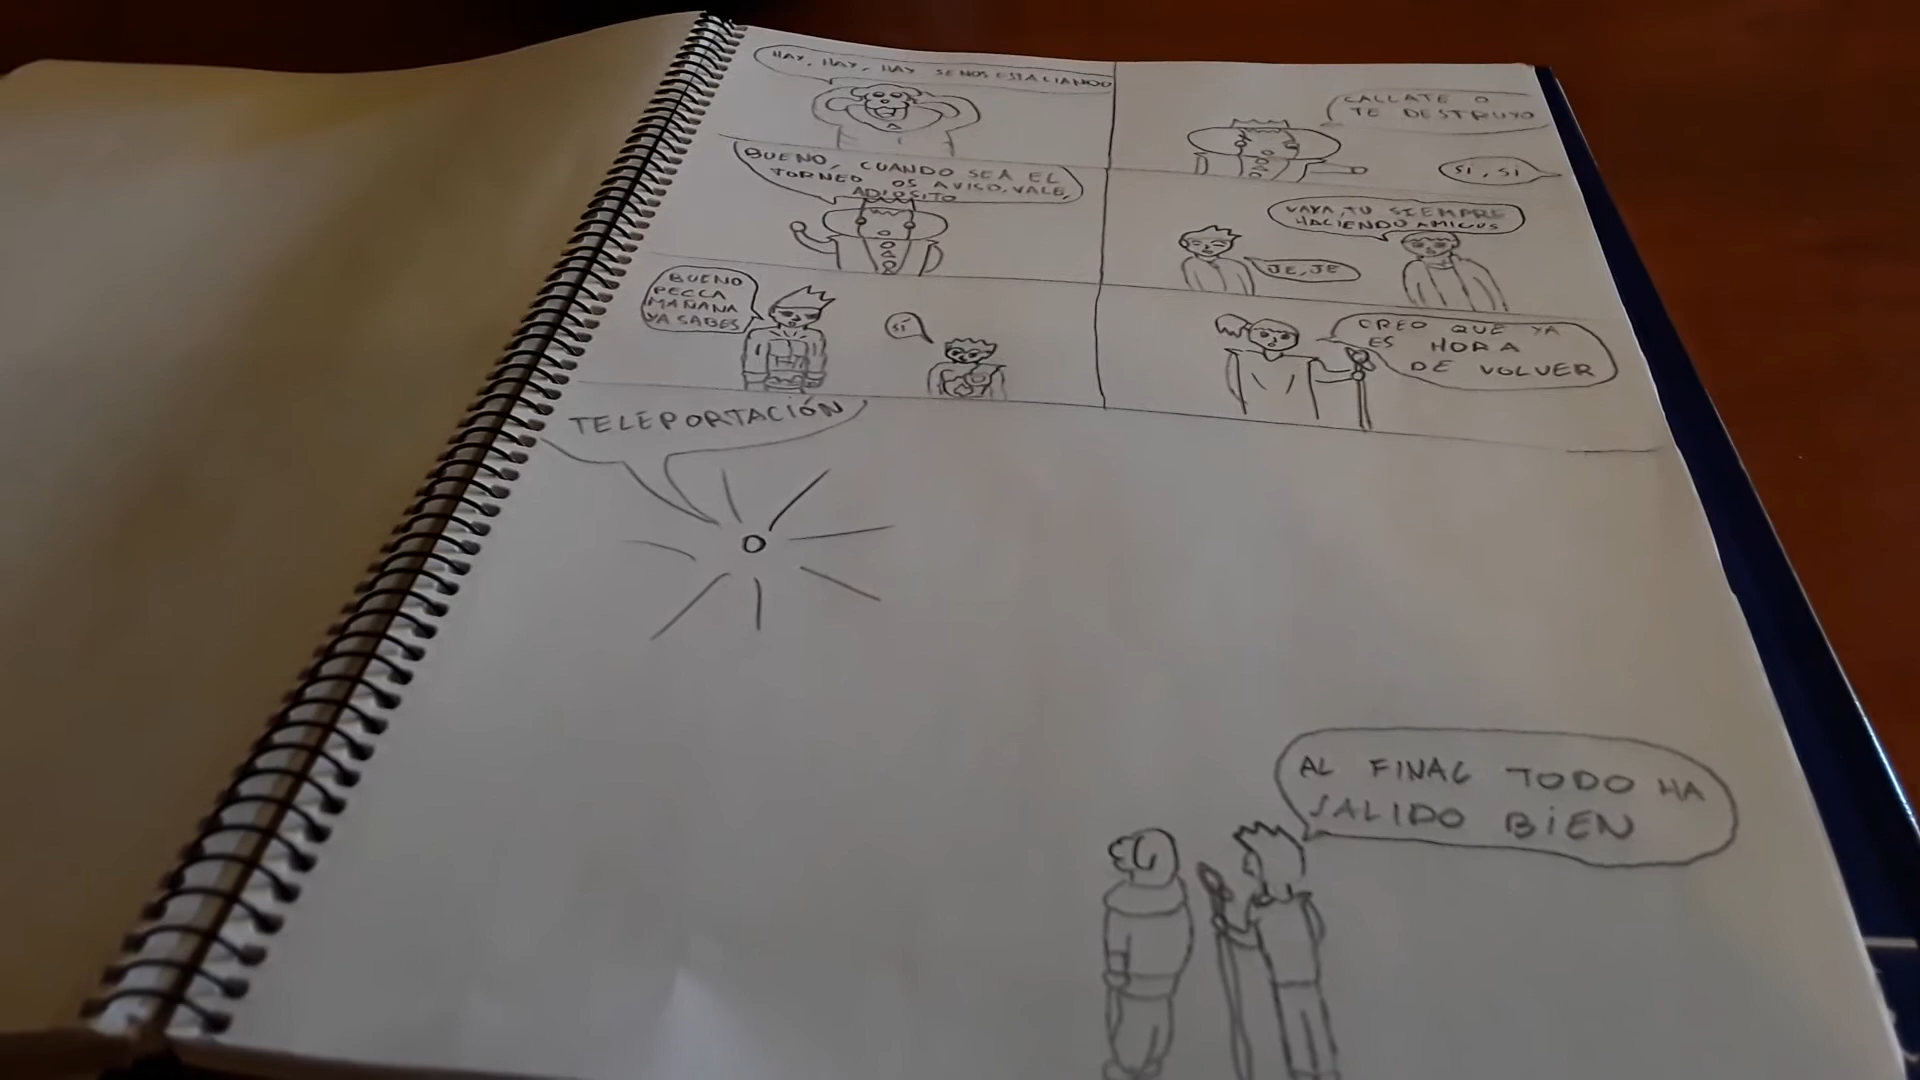 HAY, HAY, HAY SE NOS ESTA LIANDO
CALLATE O
TE DESTRUYO
SI, SI
BUENO, CUANDO SEA EL
TORNEO OS AVISO, VALE,
ADIOSITO
VAYA, TU SIEMPRE
HACIENDO AMIGOS
JE, JE
BUENO
PECCA
MAÑANA
YA SABES
SÍ
CREO QUE YA
ES HORA
DE VOLVER
TELEPORTACIÓN
AL FINAL TODO HA
SALIDO BIEN